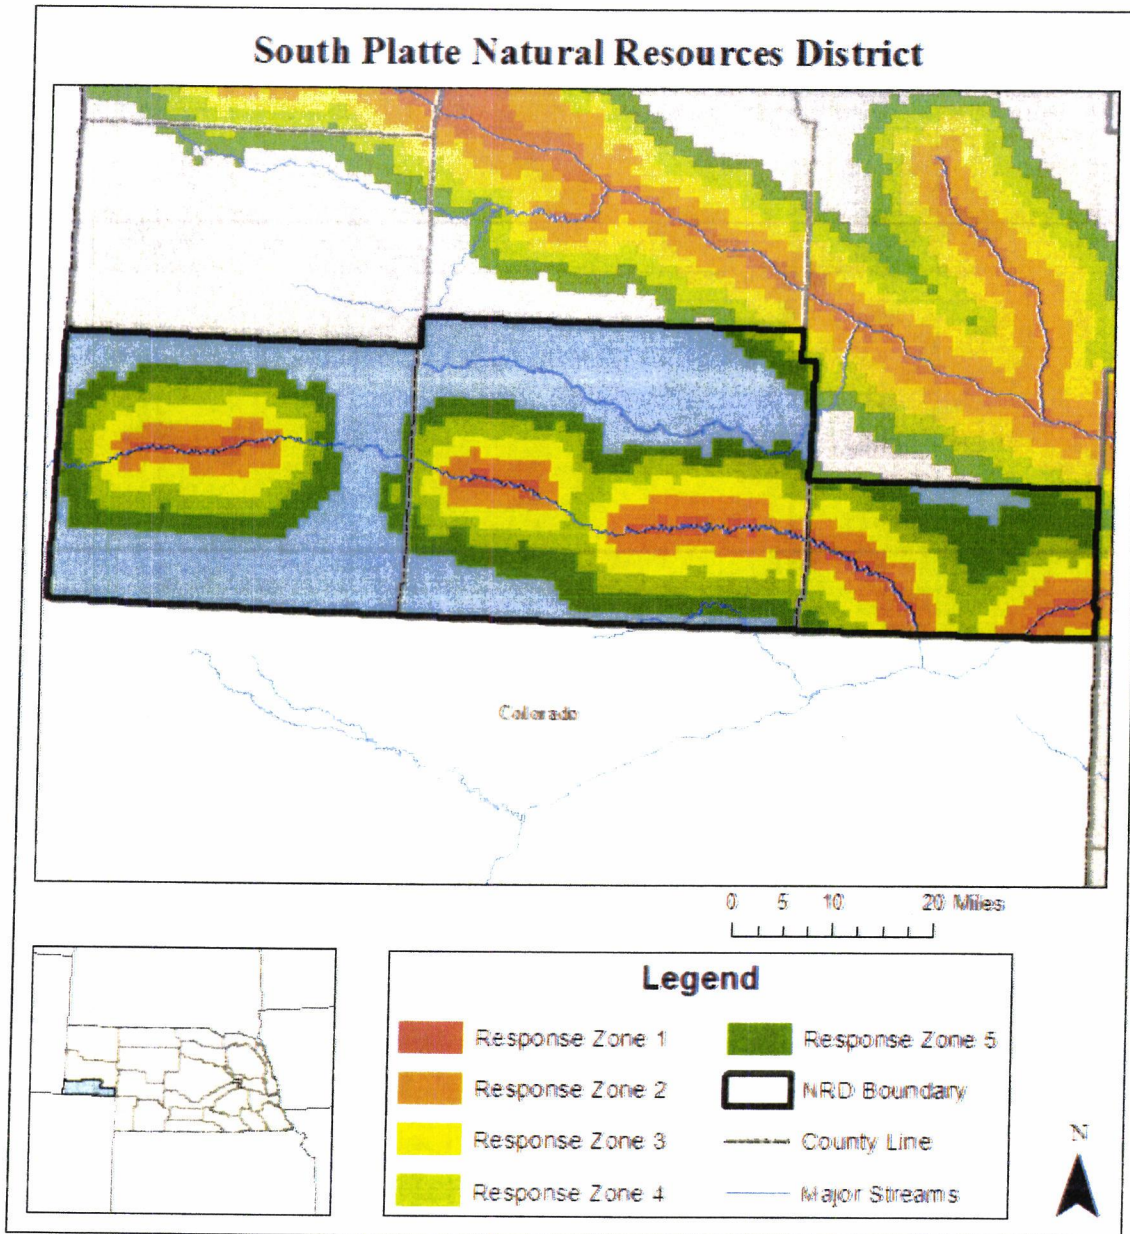 South Platte Natural Resources District
Colorado
0 5 10 20 Miles
Legend
Response Zone 1
Response Zone 2
Response Zone 3
Response Zone 4
Response Zone 5
NRD Boundary
County Line
Major Streams
N